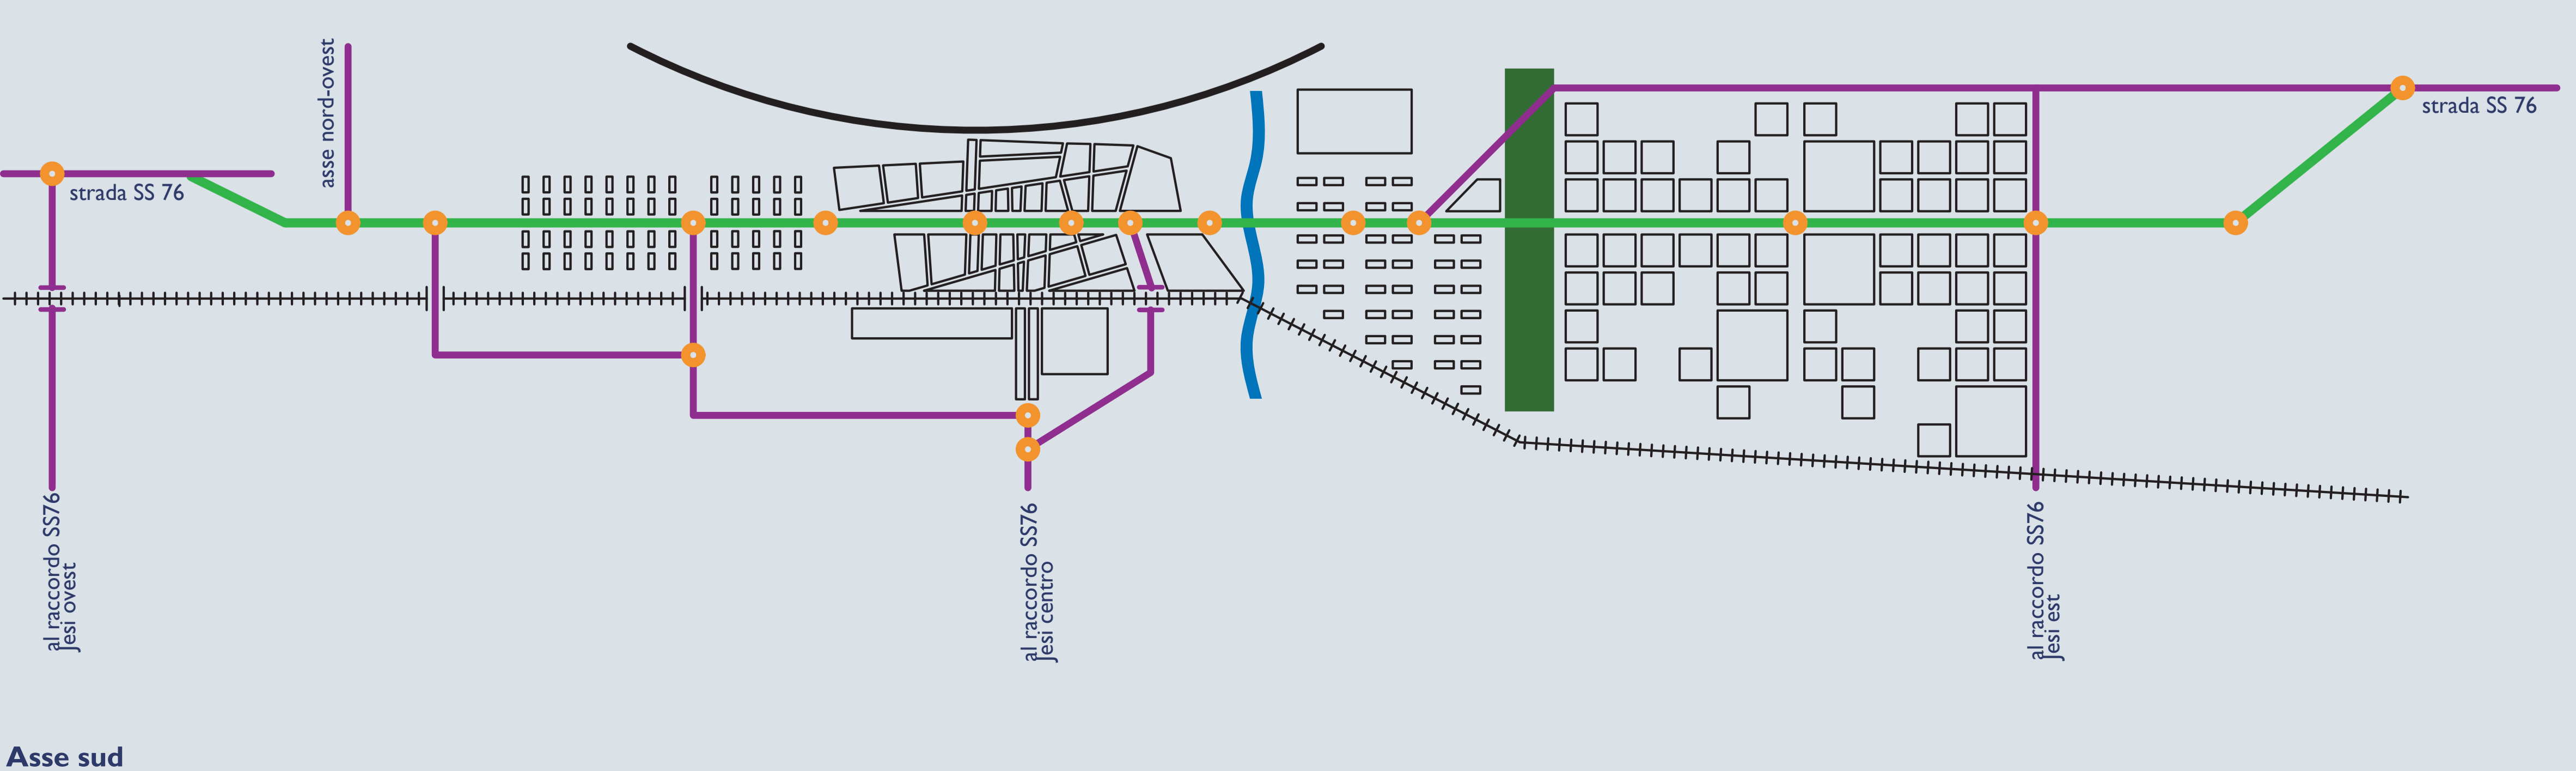 asse nord-ovest
strada SS 76
strada SS 76
al raccordo SS76
Jesi ovest
al raccordo SS76
Jesi centro
al raccordo SS76
Jesi est
Asse sud